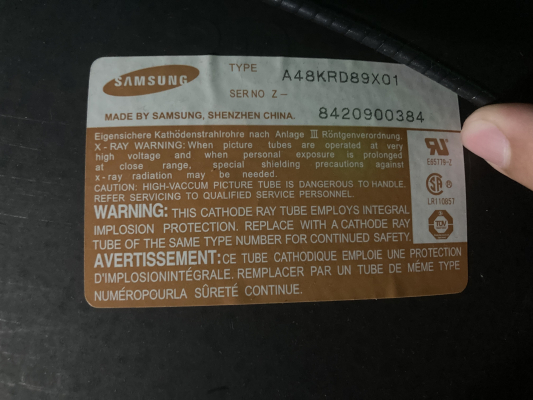 SAMSUNG
TYPE A48KRD89X01
SER NO Z -
MADE BY SAMSUNG, SHENZHEN CHINA. 8420900384
Eigensichere Kathödenstrahlrohre nach Anlage III Röntgenverordnung.
X - RAY WARNING: When picture tubes are operated at very
high voltage and when personal exposure is prolonged
at close range, special shielding precautions against
x - ray radiation may be needed.
CAUTION: HIGH-VACCUM PICTURE TUBE IS DANGEROUS TO HANDLE.
REFER SERVICING TO QUALIFIED SERVICE PERSONNEL.
WARNING: THIS CATHODE RAY TUBE EMPLOYS INTEGRAL
IMPLOSION PROTECTION. REPLACE WITH A CATHODE RAY
TUBE OF THE SAME TYPE NUMBER FOR CONTINUED SAFETY.
AVERTISSEMENT: CE TUBE CATHODIQUE EMPLOIE UNE PROTECTION
D'IMPLOSIONINTÉGRALE. REMPLACER PAR UN TUBE DE MÊME TYPE
NUMÉROPOURLA SÛRETÉ CONTINUE.
E65779-Z
LR110057
TÜV